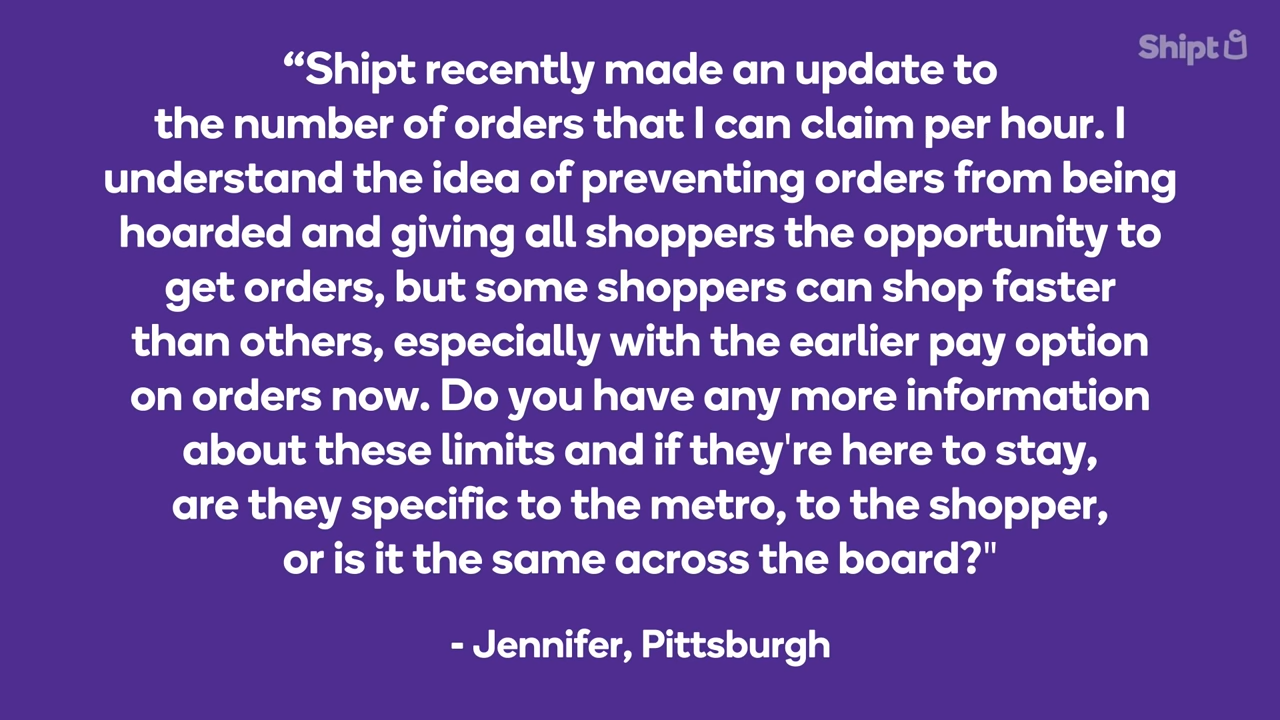 Shipt
“Shipt recently made an update to
the number of orders that I can claim per hour. I
understand the idea of preventing orders from being
hoarded and giving all shoppers the opportunity to
get orders, but some shoppers can shop faster
than others, especially with the earlier pay option
on orders now. Do you have any more information
about these limits and if they're here to stay,
are they specific to the metro, to the shopper,
or is it the same across the board?"
- Jennifer, Pittsburgh